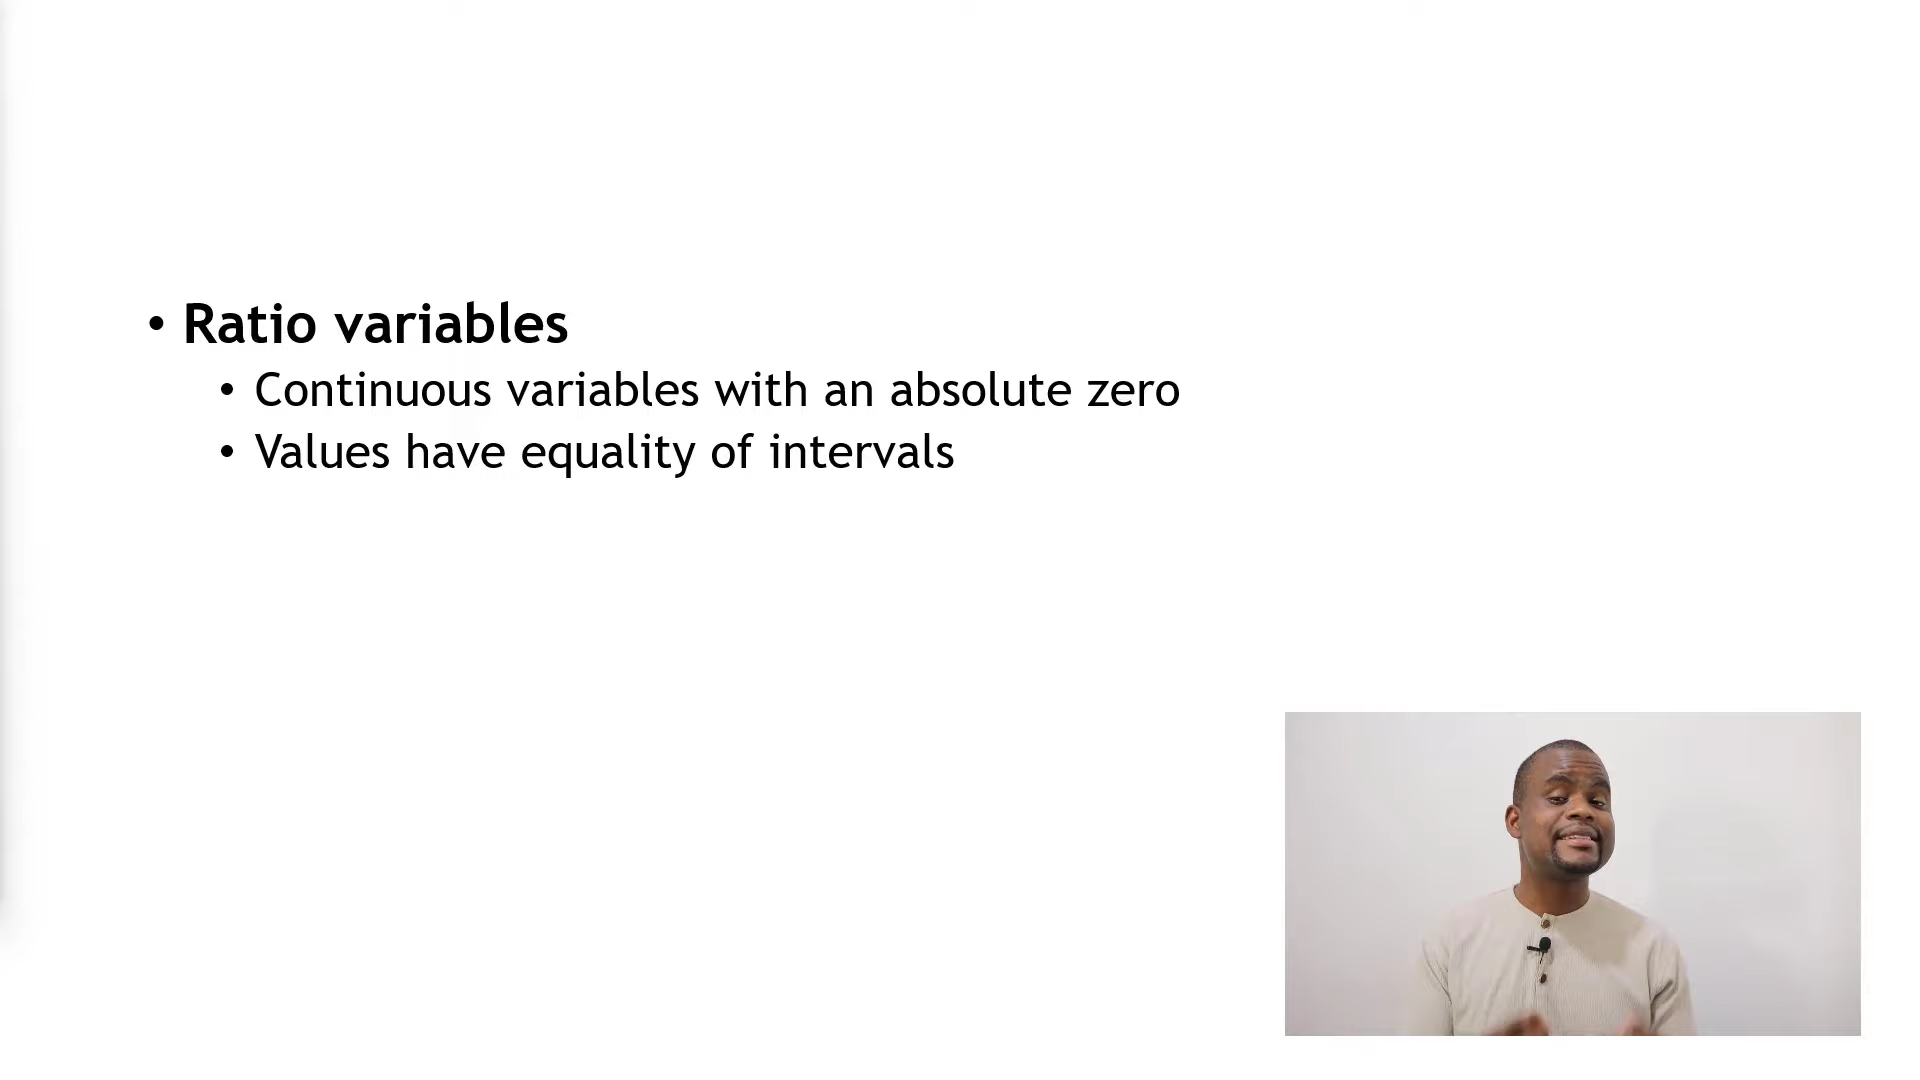 • Ratio variables
• Continuous variables with an absolute zero
• Values have equality of intervals